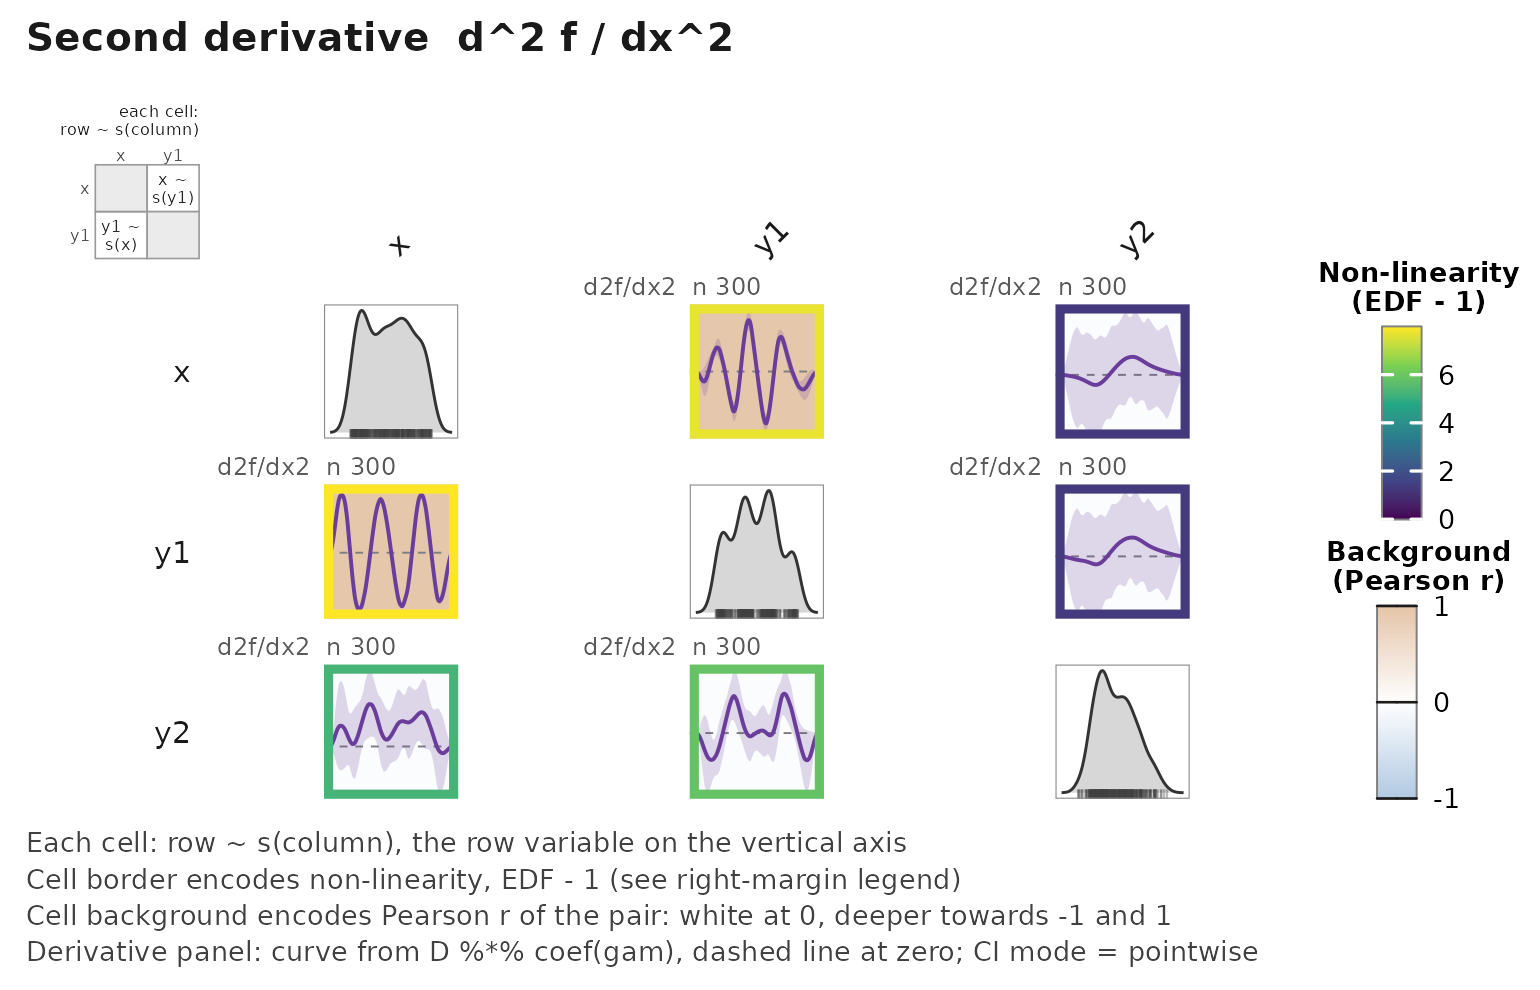 Second derivative  d^2 f / dx^2
each cell:
row ~ s(column)
x y1
x
x ~
s(y1)
y1
y1 ~
s(x)
x y1 y2
d2f/dx2 n 300
d2f/dx2 n 300
x
d2f/dx2 n 300
d2f/dx2 n 300
y1
d2f/dx2 n 300
d2f/dx2 n 300
y2
Non-linearity
(EDF - 1)
6
4
2
0
Background
(Pearson r)
1
0
-1
Each cell: row ~ s(column), the row variable on the vertical axis
Cell border encodes non-linearity, EDF - 1 (see right-margin legend)
Cell background encodes Pearson r of the pair: white at 0, deeper towards -1 and 1
Derivative panel: curve from D %*% coef(gam), dashed line at zero; CI mode = pointwise